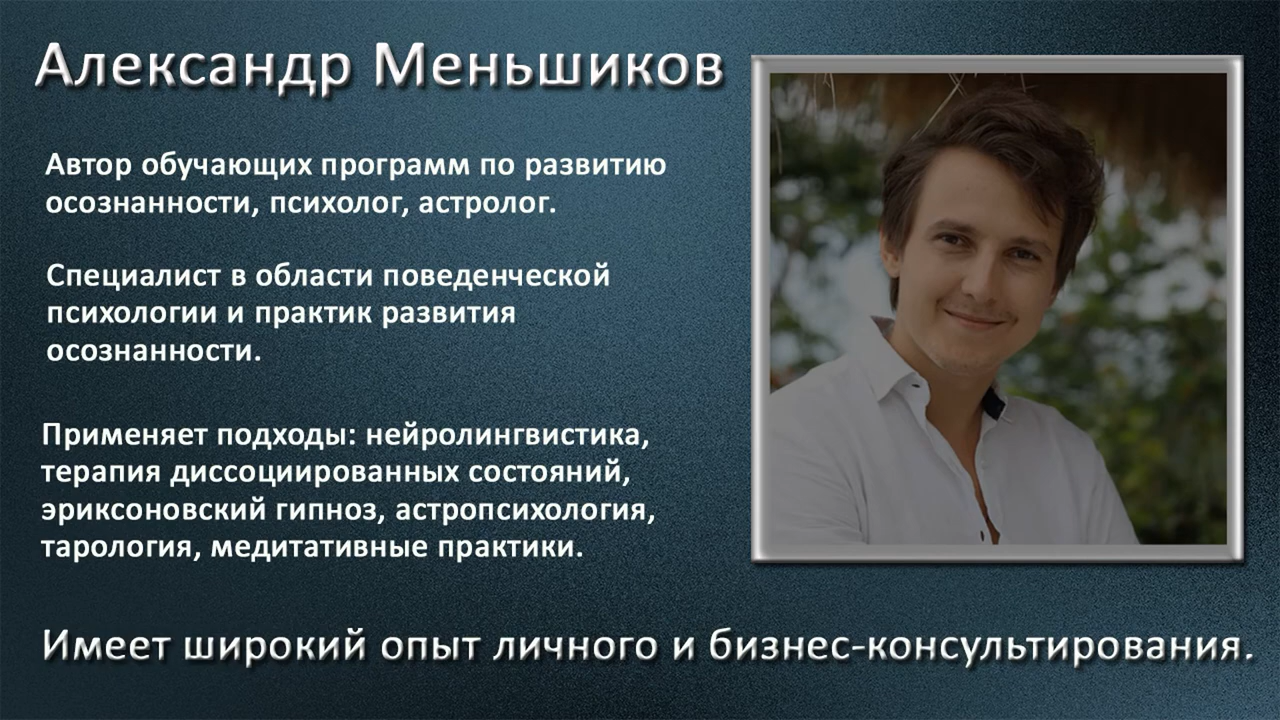 Александр Меньшиков
Автор обучающих программ по развитию
осознанности, психолог, астролог.
Специалист в области поведенческой
психологии и практик развития
осознанности.
Применяет подходы: нейролингвистика,
терапия диссоциированных состояний,
эриксоновский гипноз, астропсихология,
тарология, медитативные практики.
Имеет широкий опыт личного и бизнес-консультирования.